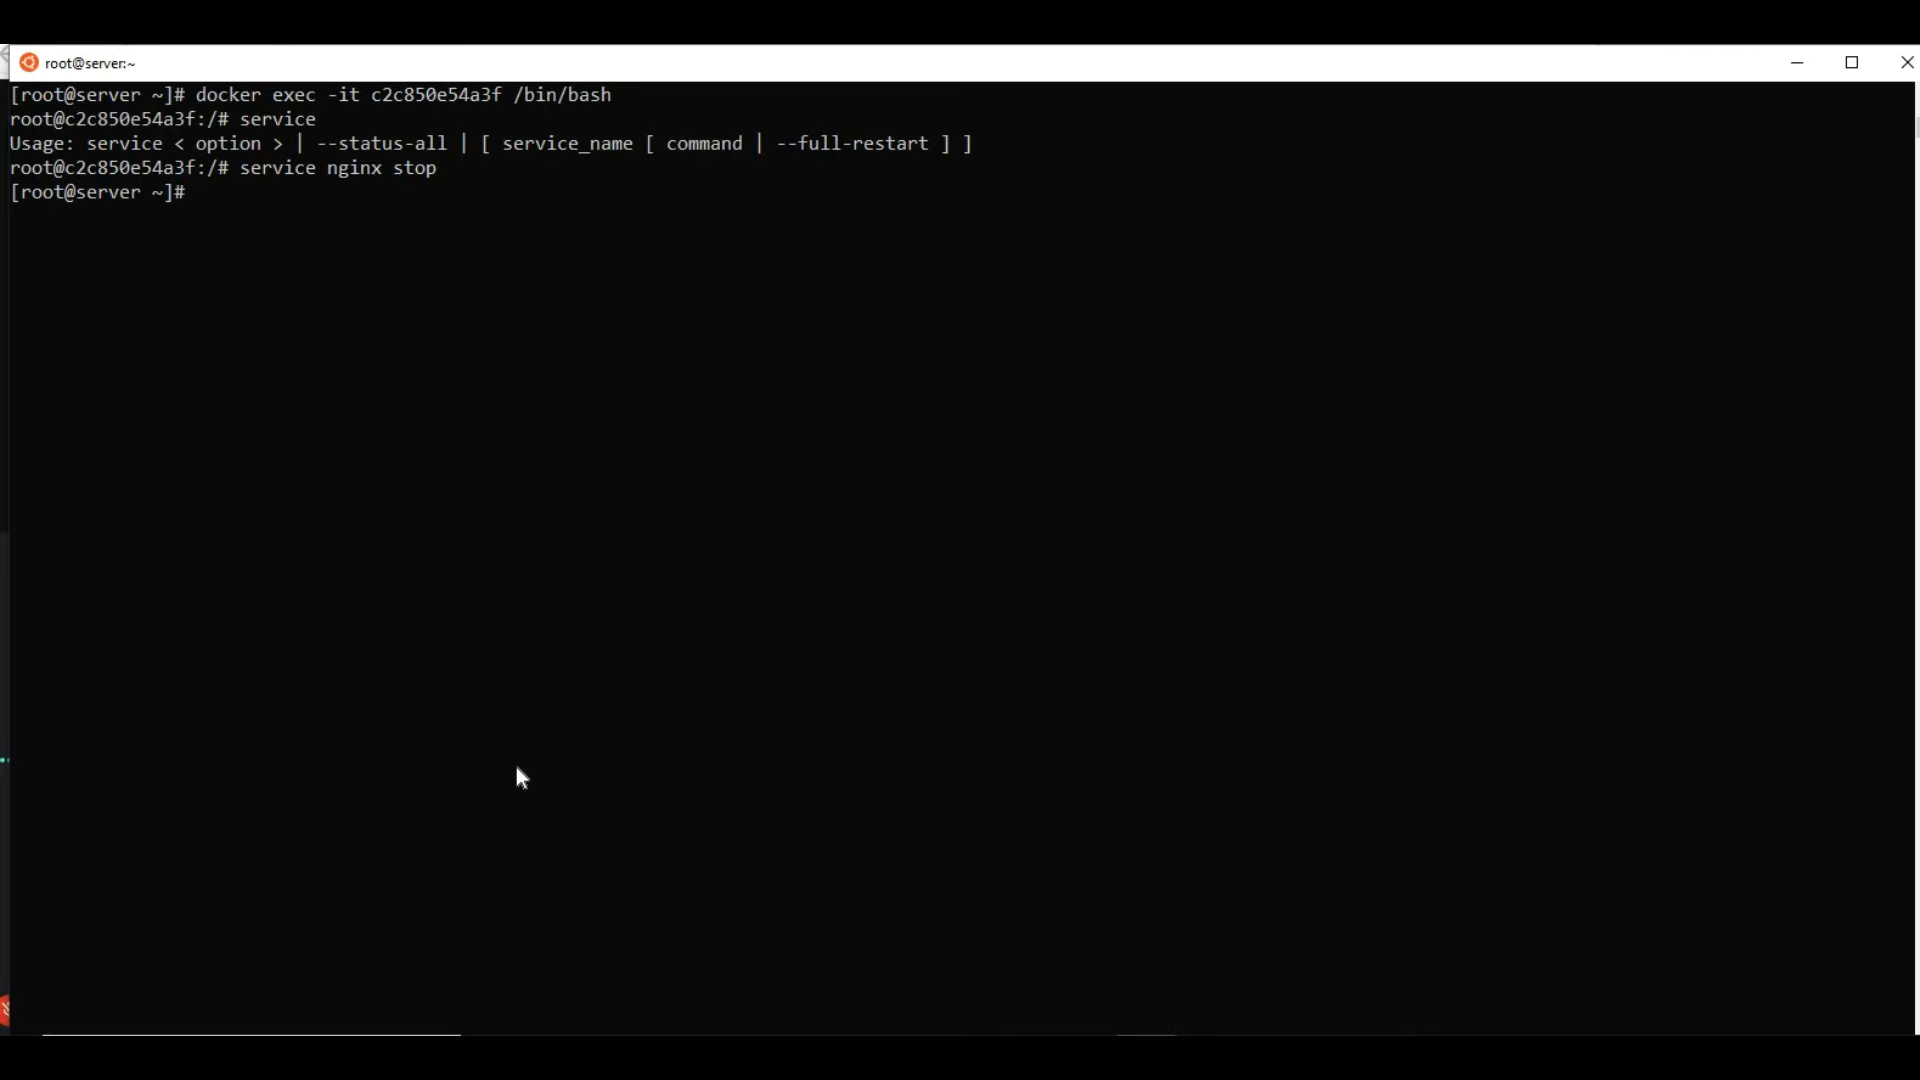 root@server:~
[root@server ~]# docker exec -it c2c850e54a3f /bin/bash
root@c2c850e54a3f:/# service
Usage: service < option > | --status-all | [ service_name [ command | --full-restart ] ]
root@c2c850e54a3f:/# service nginx stop
[root@server ~]#